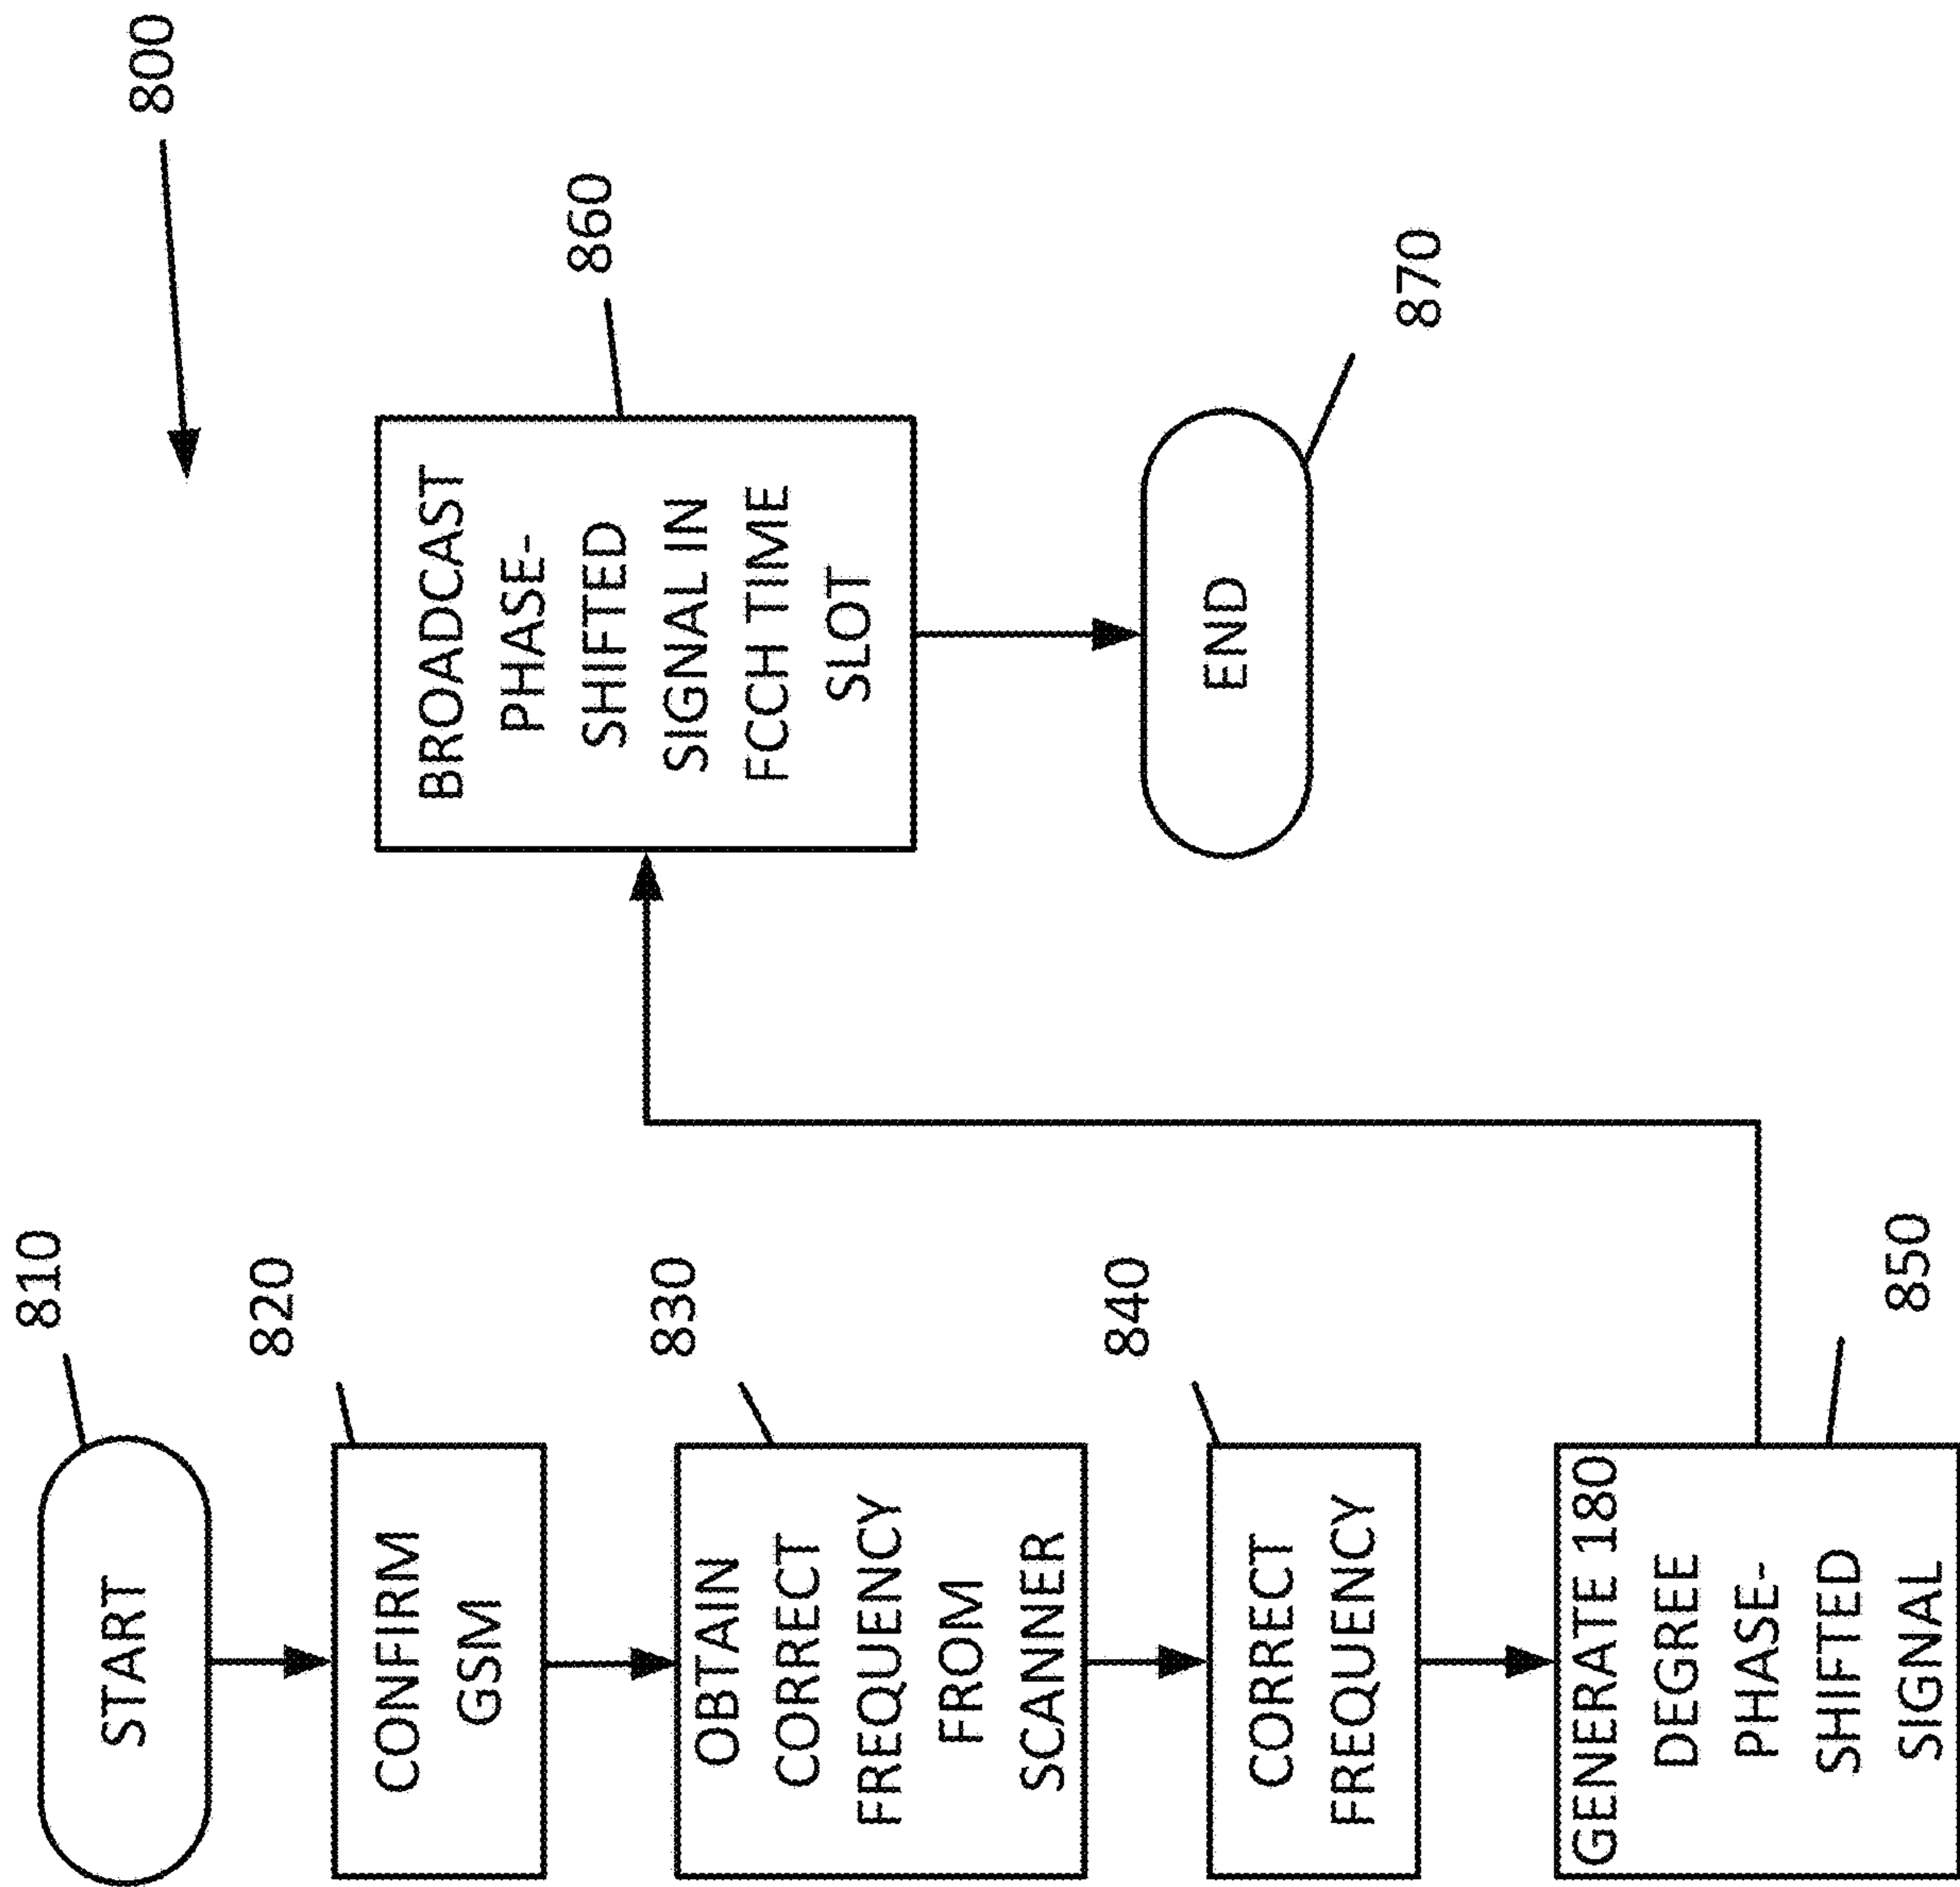 800
810
START
820
CONFIRM
GSM
830
OBTAIN
CORRECT
FREQUENCY
FROM
SCANNER
840
CORRECT
FREQUENCY
850
GENERATE 180
DEGREE
PHASE-
SHIFTED
SIGNAL
860
BROADCAST
PHASE-
SHIFTED
SIGNAL IN
FCCH TIME
SLOT
870
END